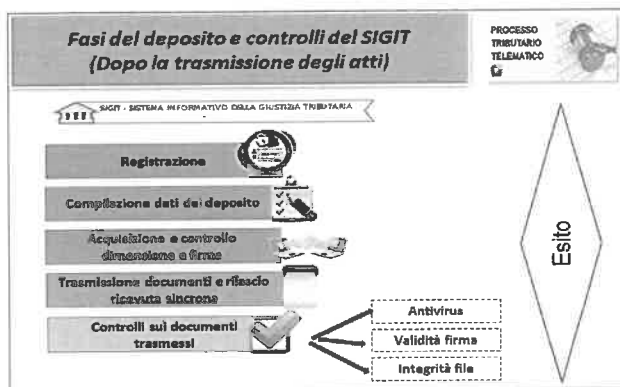 Fasi del deposito e controlli del SIGIT
(Dopo la trasmissione degli atti)
PROCESSO
TRIBUTARIO
TELEMATICO
SIGIT - SISTEMA INFORMATIVO DELLA GIUSTIZIA TRIBUTARIA
Registrazione
Compilazione dati del deposito
Acquisizione e controllo
dimensione e firma
Trasmissione documenti e rilascio
ricevuta sincrona
Controlli sui documenti
trasmessi
Antivirus
Validità firma
Integrità file
Esito